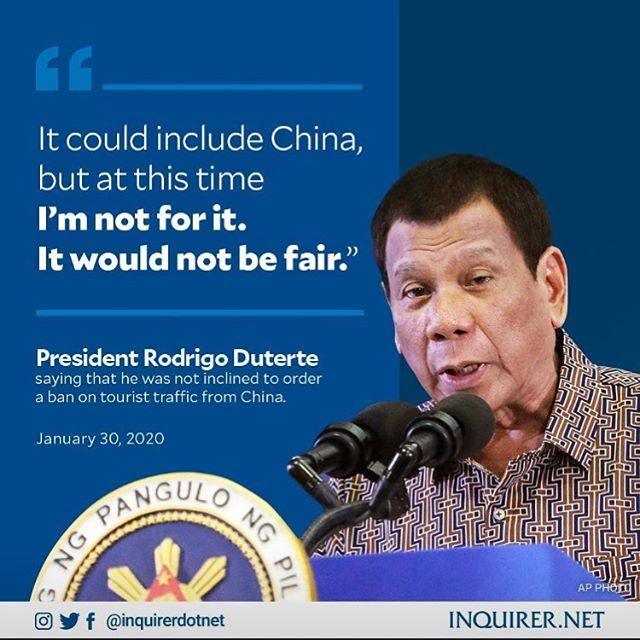 “
It could include China,
but at this time
I’m not for it.
It would not be fair.”
President Rodrigo Duterte
saying that he was not inclined to order
a ban on tourist traffic from China.
January 30, 2020
NG PANGULO NG PIL
AP PHOTO
@inquirerdotnet
INQUIRER.NET